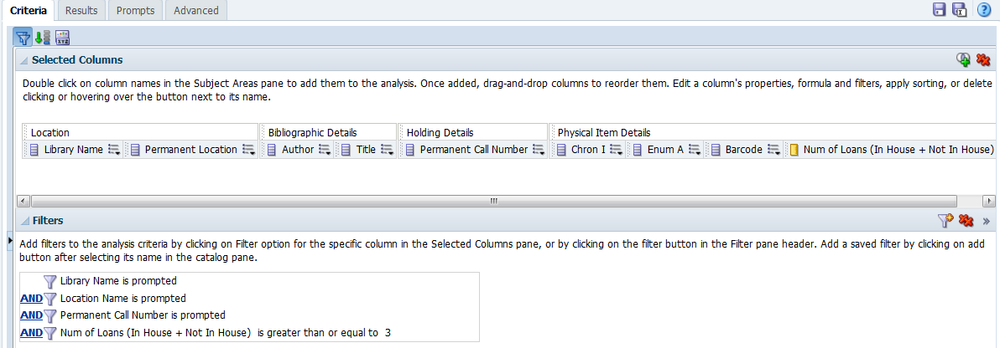 Criteria Results Prompts Advanced
Selected Columns
Double click on column names in the Subject Areas pane to add them to the analysis. Once added, drag-and-drop columns to reorder them. Edit a column's properties, formula and filters, apply sorting, or delete
clicking or hovering over the button next to its name.
Location Bibliographic Details Holding Details Physical Item Details
Library Name Permanent Location Author Title Permanent Call Number Chron I Enum A Barcode Num of Loans (In House + Not In House)
Filters
Add filters to the analysis criteria by clicking on Filter option for the specific column in the Selected Columns pane, or by clicking on the filter button in the Filter pane header. Add a saved filter by clicking on add
button after selecting its name in the catalog pane.
Library Name is prompted
AND Location Name is prompted
AND Permanent Call Number is prompted
AND Num of Loans (In House + Not In House) is greater than or equal to 3